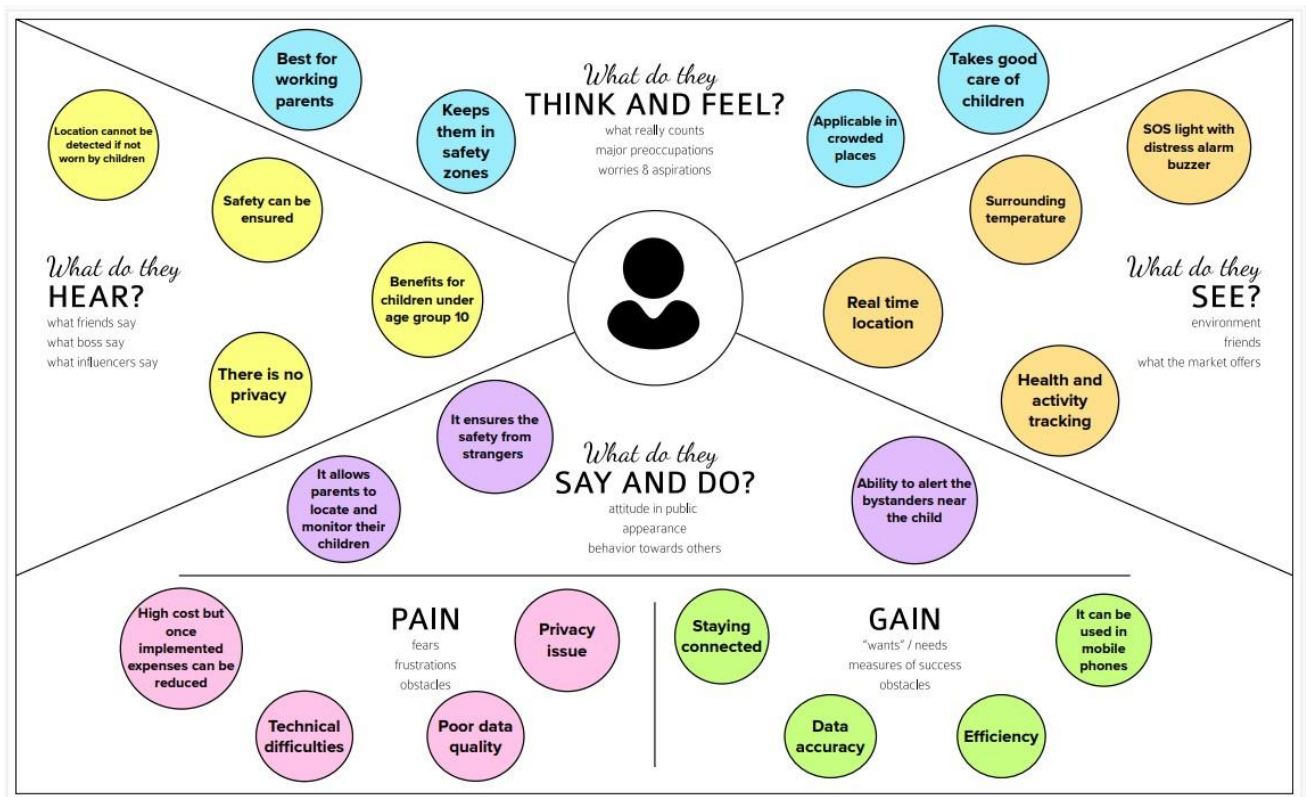 What do they
THINK AND FEEL?
what really counts
major preoccupations
worries & aspirations
Best for
working
parents
Keeps
them in
safety
zones
Applicable in
crowded
places
Takes good
care of
children
What do they
HEAR?
what friends say
what boss say
what influencers say
Location cannot be
detected if not
worn by children
Safety can be
ensured
Benefits for
children under
age group 10
There is no
privacy
What do they
SEE?
environment
friends
what the market offers
SOS light with
distress alarm
buzzer
Surrounding
temperature
Real time
location
Health and
activity
tracking
What do they
SAY AND DO?
attitude in public
appearance
behavior towards others
It ensures the
safety from
strangers
It allows
parents to
locate and
monitor their
children
Ability to alert the
bystanders near
the child
PAIN
fears
frustrations
obstacles
High cost but
once
implemented
expenses can be
reduced
Privacy
issue
Technical
difficulties
Poor data
quality
GAIN
“wants” / needs
measures of success
obstacles
Staying
connected
It can be
used in
mobile
phones
Data
accuracy
Efficiency